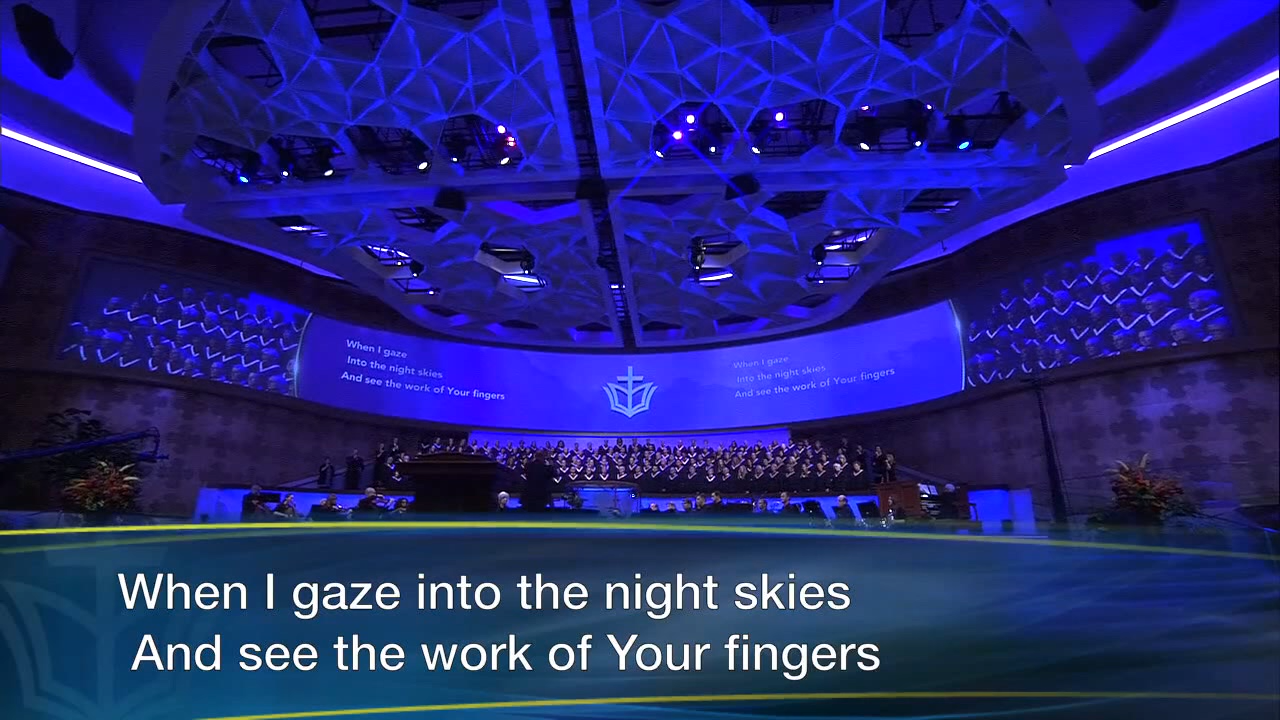 When I gaze
Into the night skies
And see the work of Your fingers
When I gaze
Into the night skies
And see the work of Your fingers
When I gaze into the night skies
And see the work of Your fingers